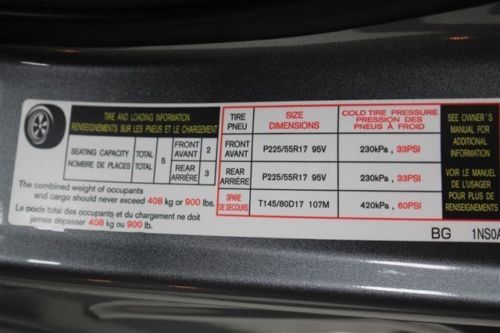 TIRE AND LOADING INFORMATION
RENSEIGNEMENTS SUR LES PNEUS ET LE CHARGEMENT
SEATING CAPACITY TOTAL 5 FRONT 2
NOMBRE DE PLACES TOTAL AVANT
REAR 3
ARRIÈRE
The combined weight of occupants
and cargo should never exceed 408 kg or 900 lbs.
Le poids total des occupants et du chargement ne doit
jamais dépasser 408 kg ou 900 lb.
TIRE SIZE COLD TIRE PRESSURE
PNEU DIMENSIONS PRESSION DES
PNEUS À FROID
FRONT P225/55R17 95V 230kPa , 33PSI
AVANT
REAR P225/55R17 95V 230kPa , 33PSI
ARRIÈRE
SPARE T145/80D17 107M 420kPa , 60PSI
DE SECOURS
SEE OWNER'S
MANUAL FOR
ADDITIONAL
INFORMATION
VOIR LE MANUEL
DE L'USAGER
POUR PLUS DE
RENSEIGNEMENTS
BG 1NS0A